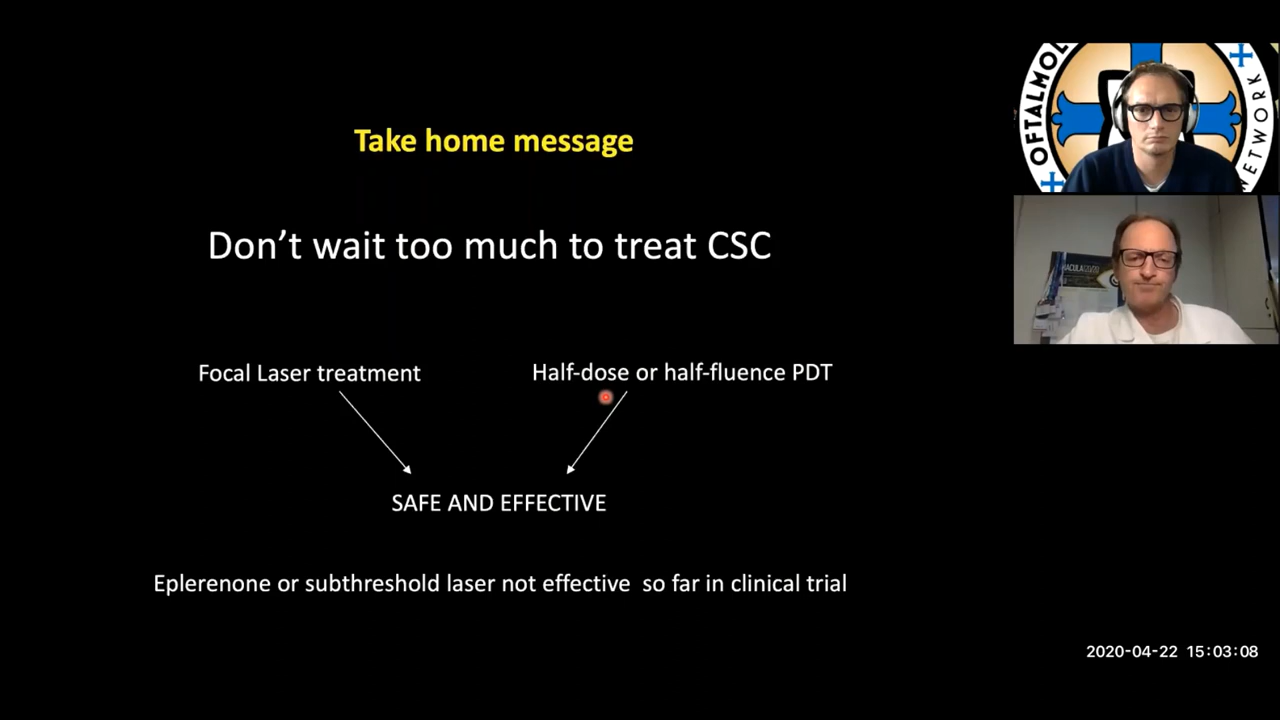 Take home message
Don't wait too much to treat CSC
Focal Laser treatment
Half-dose or half-fluence PDT
SAFE AND EFFECTIVE
Eplerenone or subthreshold laser not effective  so far in clinical trial
OFTALMOL
ETWORK
2020-04-22 15:03:08